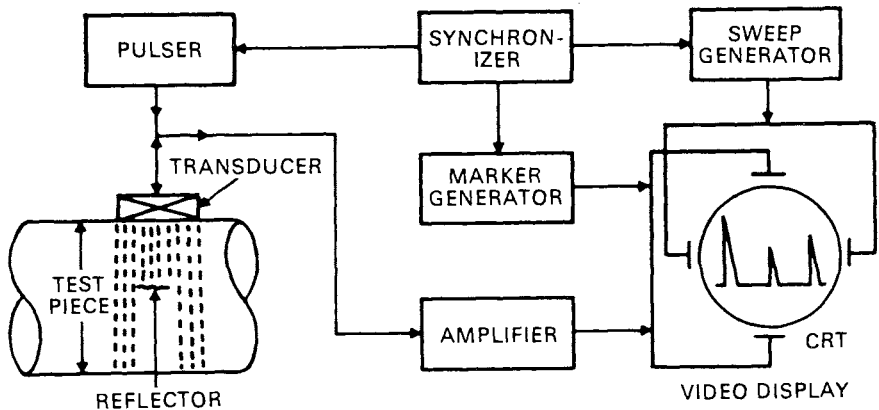 PULSER
SYNCHRON-
IZER
SWEEP
GENERATOR
TRANSDUCER
MARKER
GENERATOR
TEST
PIECE
AMPLIFIER
CRT
REFLECTOR
VIDEO DISPLAY